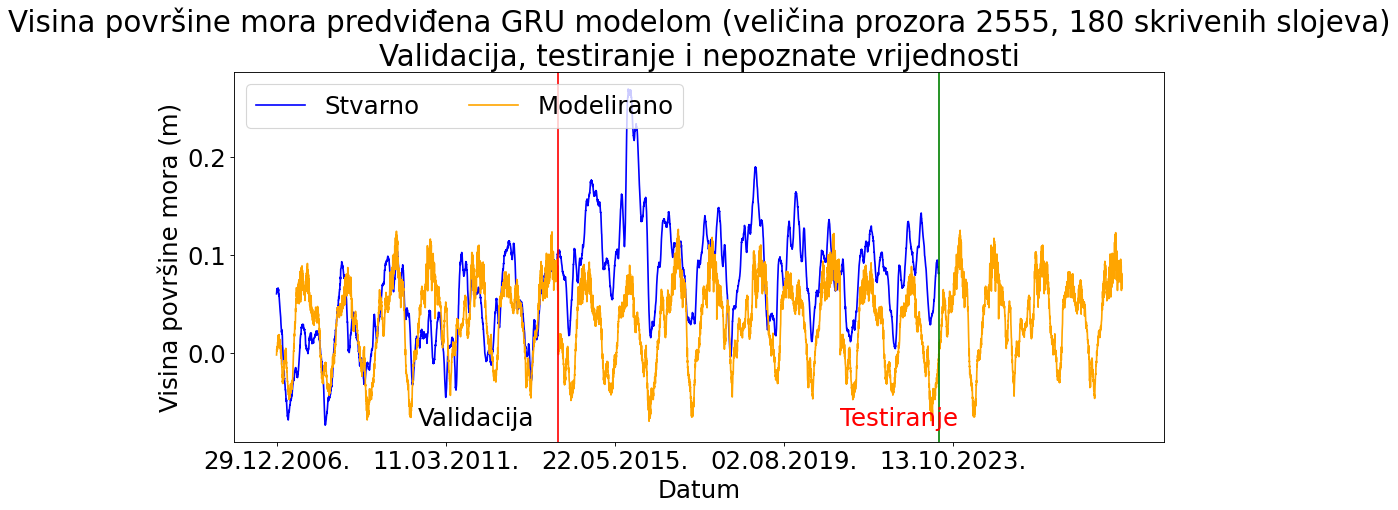 Visina površine mora predviđena GRU modelom (veličina prozora 2555, 180 skrivenih slojeva)
Validacija, testiranje i nepoznate vrijednosti
Stvarno
Modelirano
Visina površine mora (m)
0.2
0.1
0.0
Validacija
Testiranje
29.12.2006.
11.03.2011.
22.05.2015.
02.08.2019.
13.10.2023.
Datum